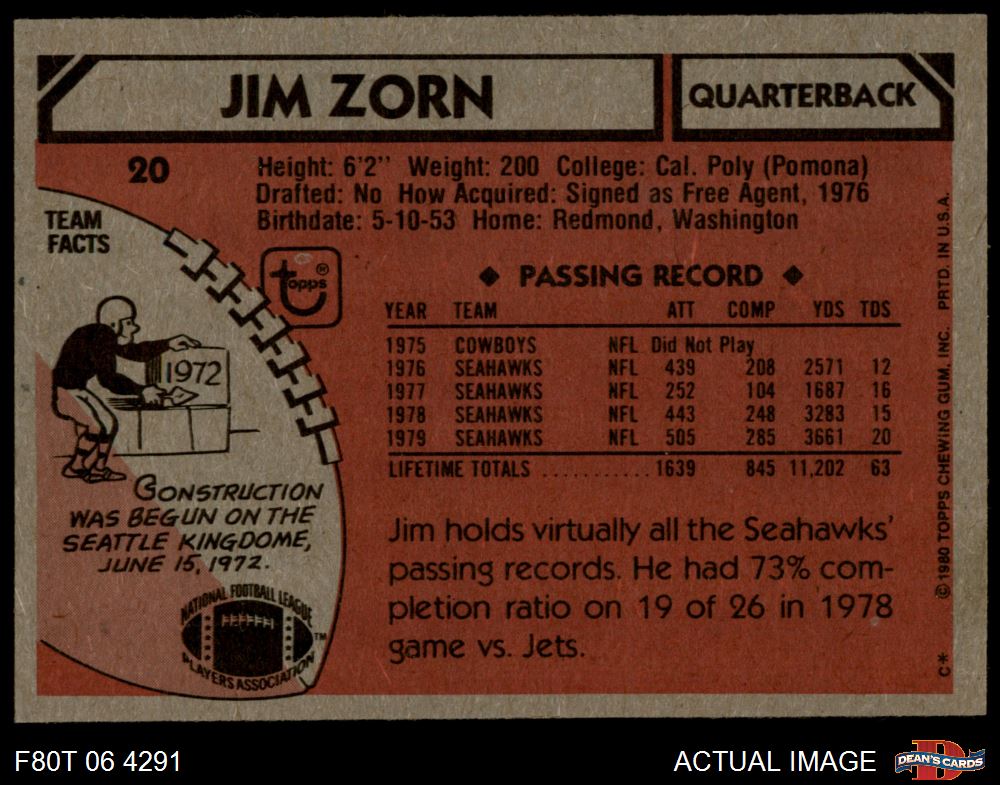 JIM ZORN
QUARTERBACK
20
Height: 6'2" Weight: 200 College: Cal. Poly (Pomona)
Drafted: No How Acquired: Signed as Free Agent, 1976
Birthdate: 5-10-53 Home: Redmond, Washington
TEAM
FACTS
topps®
1972
CONSTRUCTION
WAS BEGUN ON THE
SEATTLE KINGDOME,
JUNE 15, 1972.
NATIONAL FOOTBALL LEAGUE
PLAYERS ASSOCIATION™
◆ PASSING RECORD ◆
YEAR TEAM ATT COMP YDS TDS
1975 COWBOYS NFL Did Not Play
1976 SEAHAWKS NFL 439 208 2571 12
1977 SEAHAWKS NFL 252 104 1687 16
1978 SEAHAWKS NFL 443 248 3283 15
1979 SEAHAWKS NFL 505 285 3661 20
LIFETIME TOTALS ........... 1639 845 11,202 63
Jim holds virtually all the Seahawks'
passing records. He had 73% com-
pletion ratio on 19 of 26 in 1978
game vs. Jets.
C* © 1980 TOPPS CHEWING GUM, INC. PRTD. IN U.S.A.
F80T 06 4291
ACTUAL IMAGE
DEAN'S CARDS